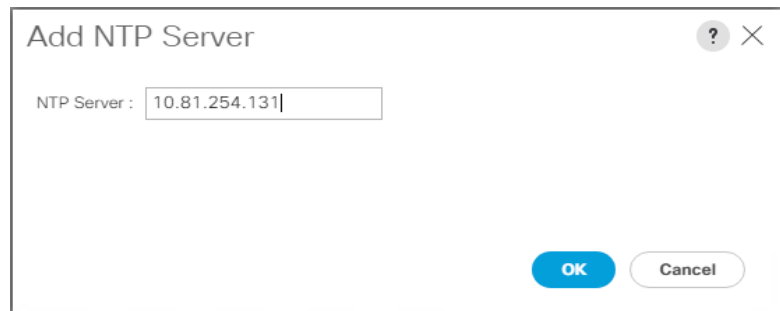 Add NTP Server
?
NTP Server : 10.81.254.131
OK
Cancel